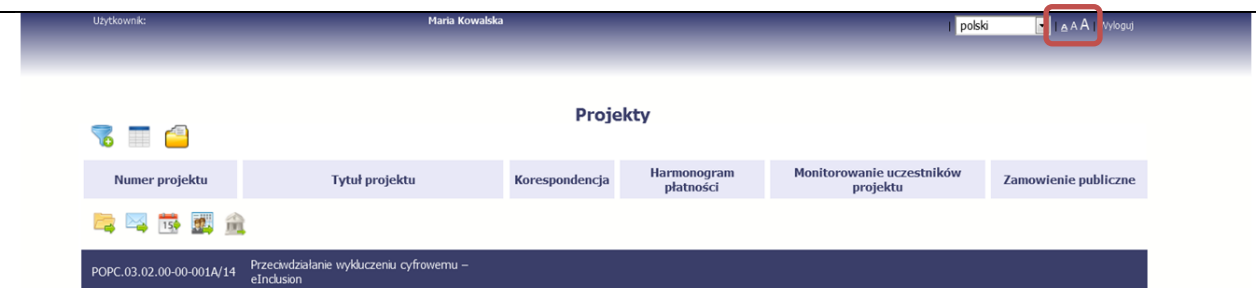 Użytkownik: Maria Kowalska | polski | A A A | Wyloguj
Projekty
Numer projektu Tytuł projektu Korespondencja Harmonogram płatności Monitorowanie uczestników projektu Zamowienie publiczne
15
POPC.03.02.00-00-001A/14 Przeciwdziałanie wykluczeniu cyfrowemu –
eInclusion